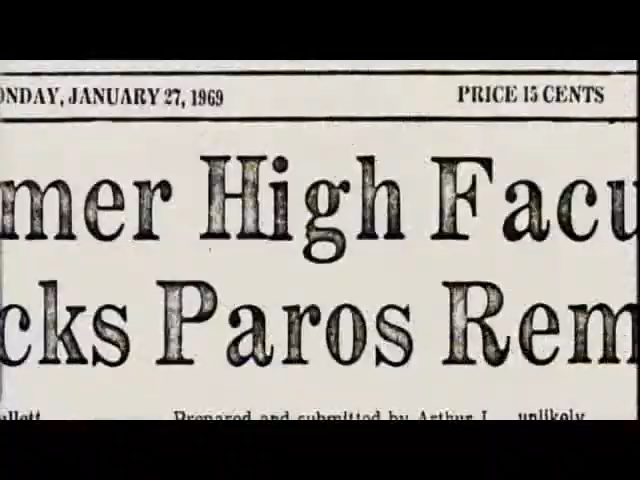 ONDAY, JANUARY 27, 1969 PRICE 15 CENTS
mer High Facu
cks Paros Rem
allett Prepared and submitted by Arthur L. unlikely